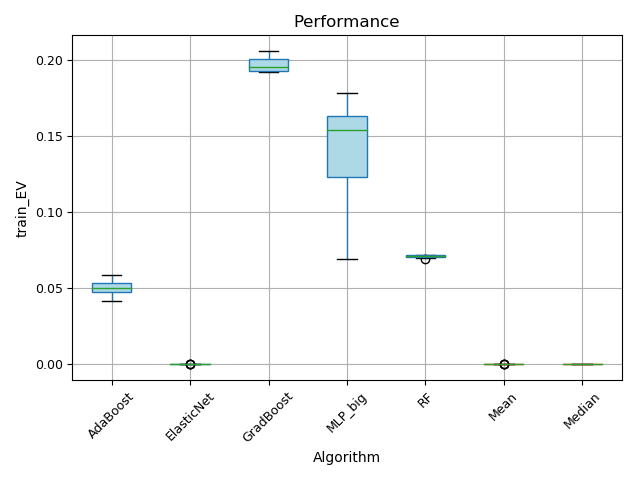 Performance
train_EV
0.20
0.15
0.10
0.05
0.00
AdaBoost
ElasticNet
GradBoost
MLP_big
RF
Mean
Median
Algorithm